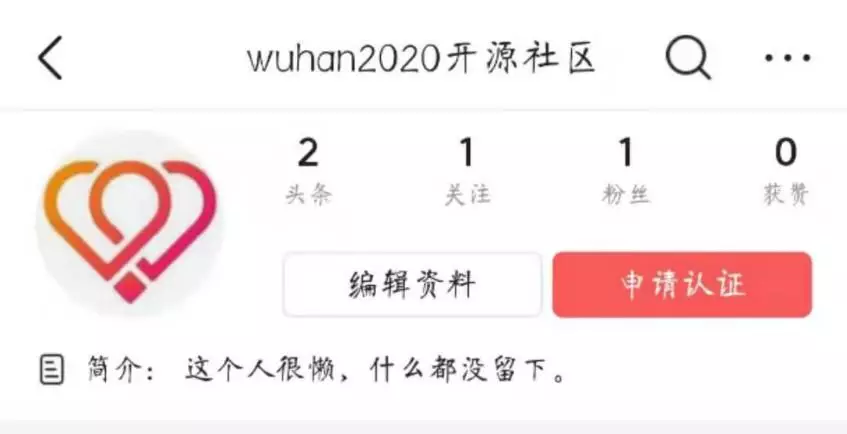 wuhan2020开源社区
2 1 1 0
头条 关注 粉丝 获赞
编辑资料 申请认证
简介： 这个人很懒，什么都没留下。